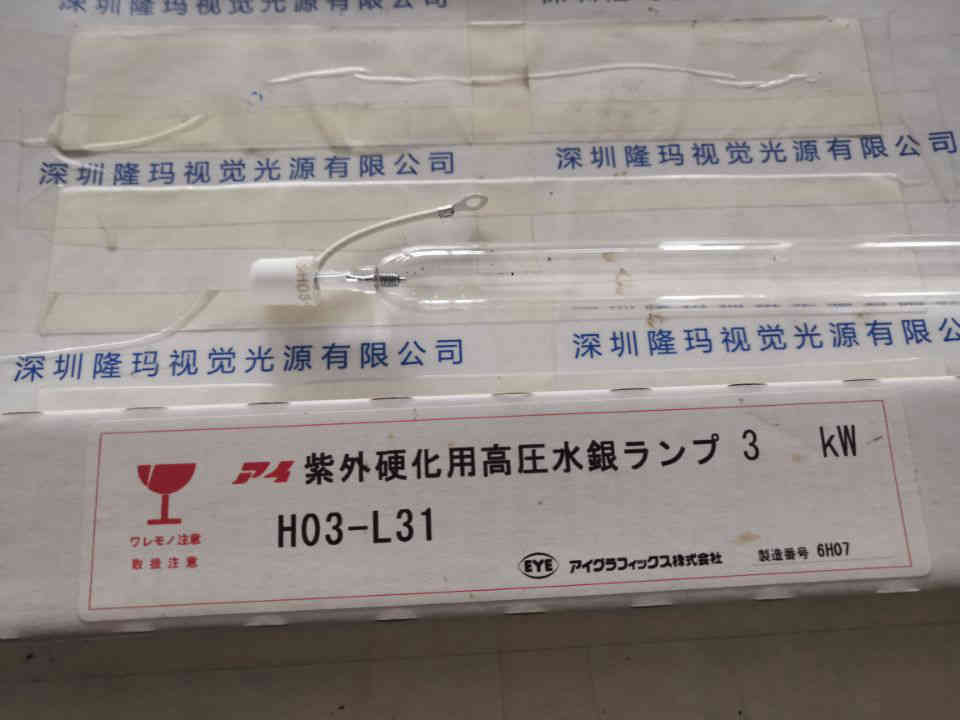 深圳隆玛视觉光源有限公司
深圳隆玛视觉光源有限公司 深圳隆玛视觉光源有限公司
深圳隆玛视觉光源有限公司 深圳隆玛视觉光源有限
アイ 紫外硬化用高圧水銀ランプ 3 kW
H03-L31
ワレモノ注意
取扱注意
EYE アイグラフィックス株式会社 製造番号 6H07